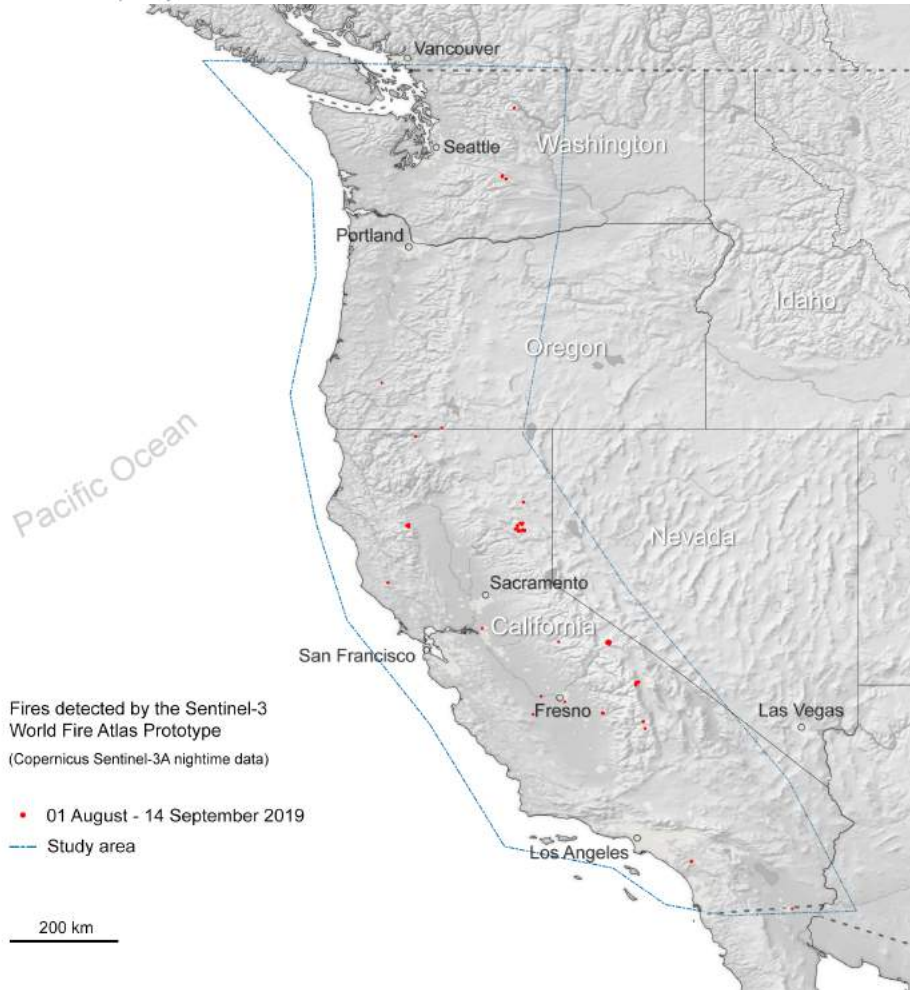 Vancouver
Seattle
Washington
Portland
Idaho
Oregon
Pacific Ocean
Nevada
Sacramento
California
San Francisco
Fresno
Las Vegas
Los Angeles
Fires detected by the Sentinel-3
World Fire Atlas Prototype
(Copernicus Sentinel-3A nightime data)
01 August - 14 September 2019
Study area
200 km